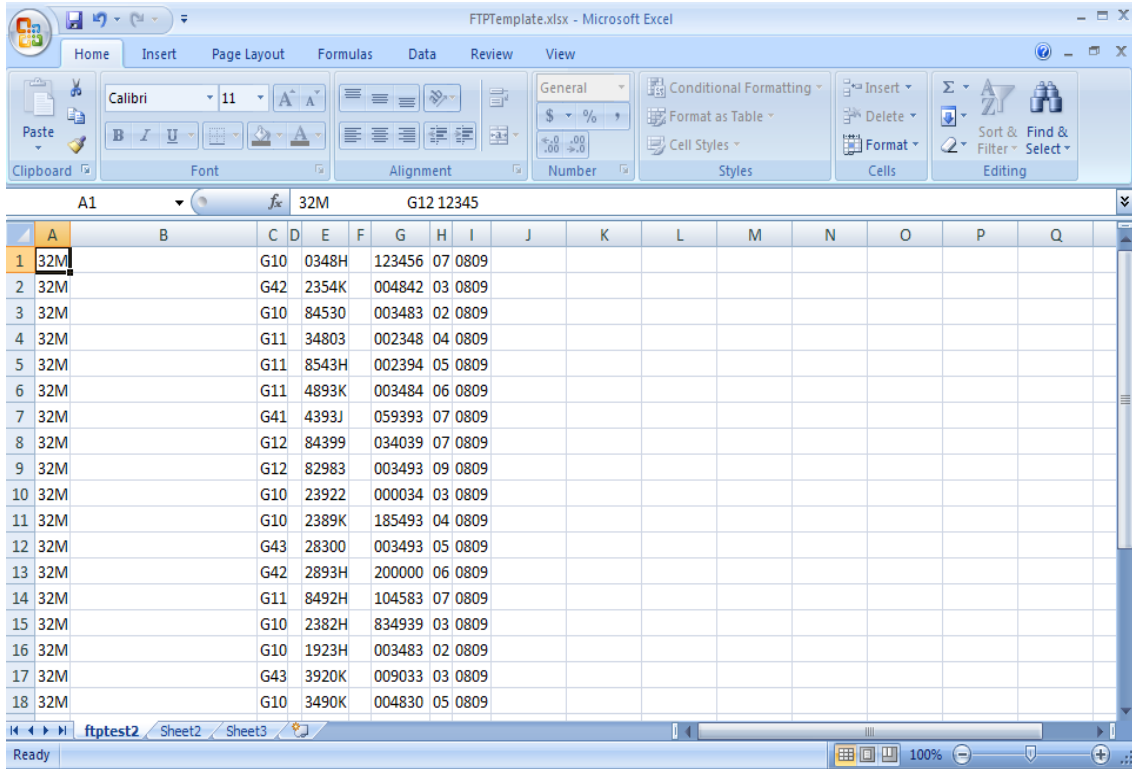 FTPTemplate.xlsx - Microsoft Excel
Home Insert Page Layout Formulas Data Review View
Calibri 11 A A General Conditional Formatting Insert Σ A Z
Paste B I U A $ % , Format as Table Delete Sort & Find &
.00 .00 Cell Styles Format Filter Select
Clipboard Font Alignment Number Styles Cells Editing
A1 fx 32M G12 12345
A B C D E F G H I J K L M N O P Q
1 32M G10 0348H 123456 07 0809
2 32M G42 2354K 004842 03 0809
3 32M G10 84530 003483 02 0809
4 32M G11 34803 002348 04 0809
5 32M G11 8543H 002394 05 0809
6 32M G11 4893K 003484 06 0809
7 32M G41 4393J 059393 07 0809
8 32M G12 84399 034039 07 0809
9 32M G12 82983 003493 09 0809
10 32M G10 23922 000034 03 0809
11 32M G10 2389K 185493 04 0809
12 32M G43 28300 003493 05 0809
13 32M G42 2893H 200000 06 0809
14 32M G11 8492H 104583 07 0809
15 32M G10 2382H 834939 03 0809
16 32M G10 1923H 003483 02 0809
17 32M G43 3920K 009033 03 0809
18 32M G10 3490K 004830 05 0809
ftptest2 Sheet2 Sheet3
Ready 100%